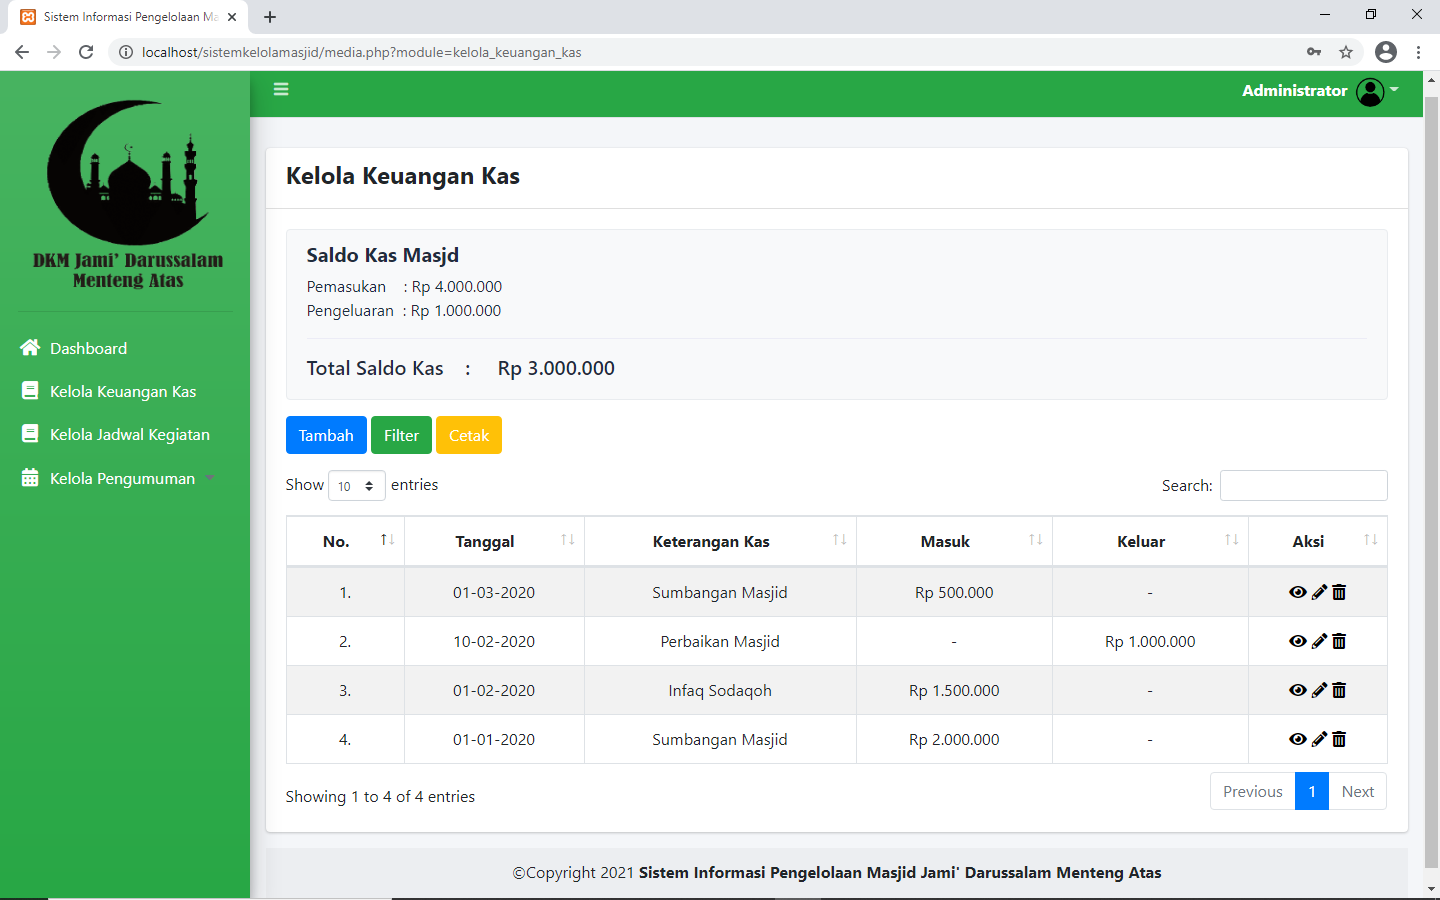 Sistem Informasi Pengelolaan Ma
localhost/sistemkelolamasjid/media.php?module=kelola_keuangan_kas
Administrator
DKM Jami' Darussalam
Menteng Atas
Dashboard
Kelola Keuangan Kas
Kelola Jadwal Kegiatan
Kelola Pengumuman
Kelola Keuangan Kas
Saldo Kas Masjd
Pemasukan : Rp 4.000.000
Pengeluaran : Rp 1.000.000
Total Saldo Kas : Rp 3.000.000
Tambah Filter Cetak
Show 10 entries Search:
No. Tanggal Keterangan Kas Masuk Keluar Aksi
1. 01-03-2020 Sumbangan Masjid Rp 500.000 -
2. 10-02-2020 Perbaikan Masjid - Rp 1.000.000
3. 01-02-2020 Infaq Sodaqoh Rp 1.500.000 -
4. 01-01-2020 Sumbangan Masjid Rp 2.000.000 -
Showing 1 to 4 of 4 entries Previous 1 Next
©Copyright 2021 Sistem Informasi Pengelolaan Masjid Jami' Darussalam Menteng Atas